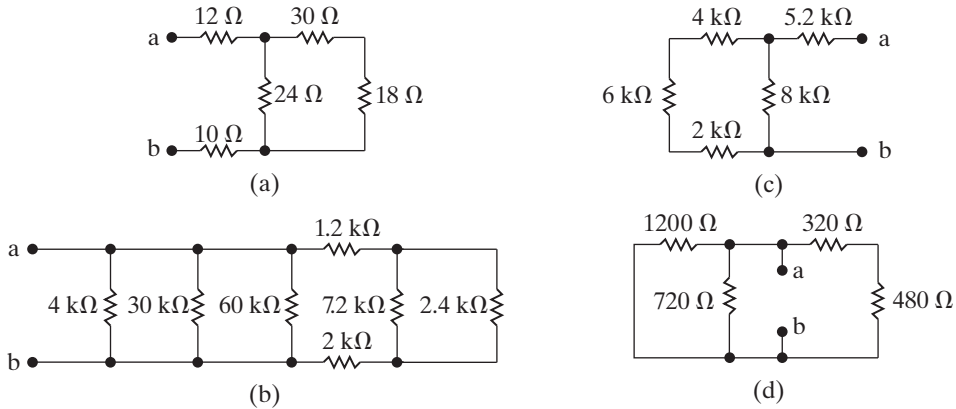 12 Ω 30 Ω
a
24 Ω 18 Ω
10 Ω
b
(a)
4 kΩ 5.2 kΩ
a
6 kΩ 8 kΩ
2 kΩ
b
(c)
1.2 kΩ
a
4 kΩ 30 kΩ 60 kΩ 7.2 kΩ 2.4 kΩ
2 kΩ
b
(b)
1200 Ω 320 Ω
a
720 Ω 480 Ω
b
(d)